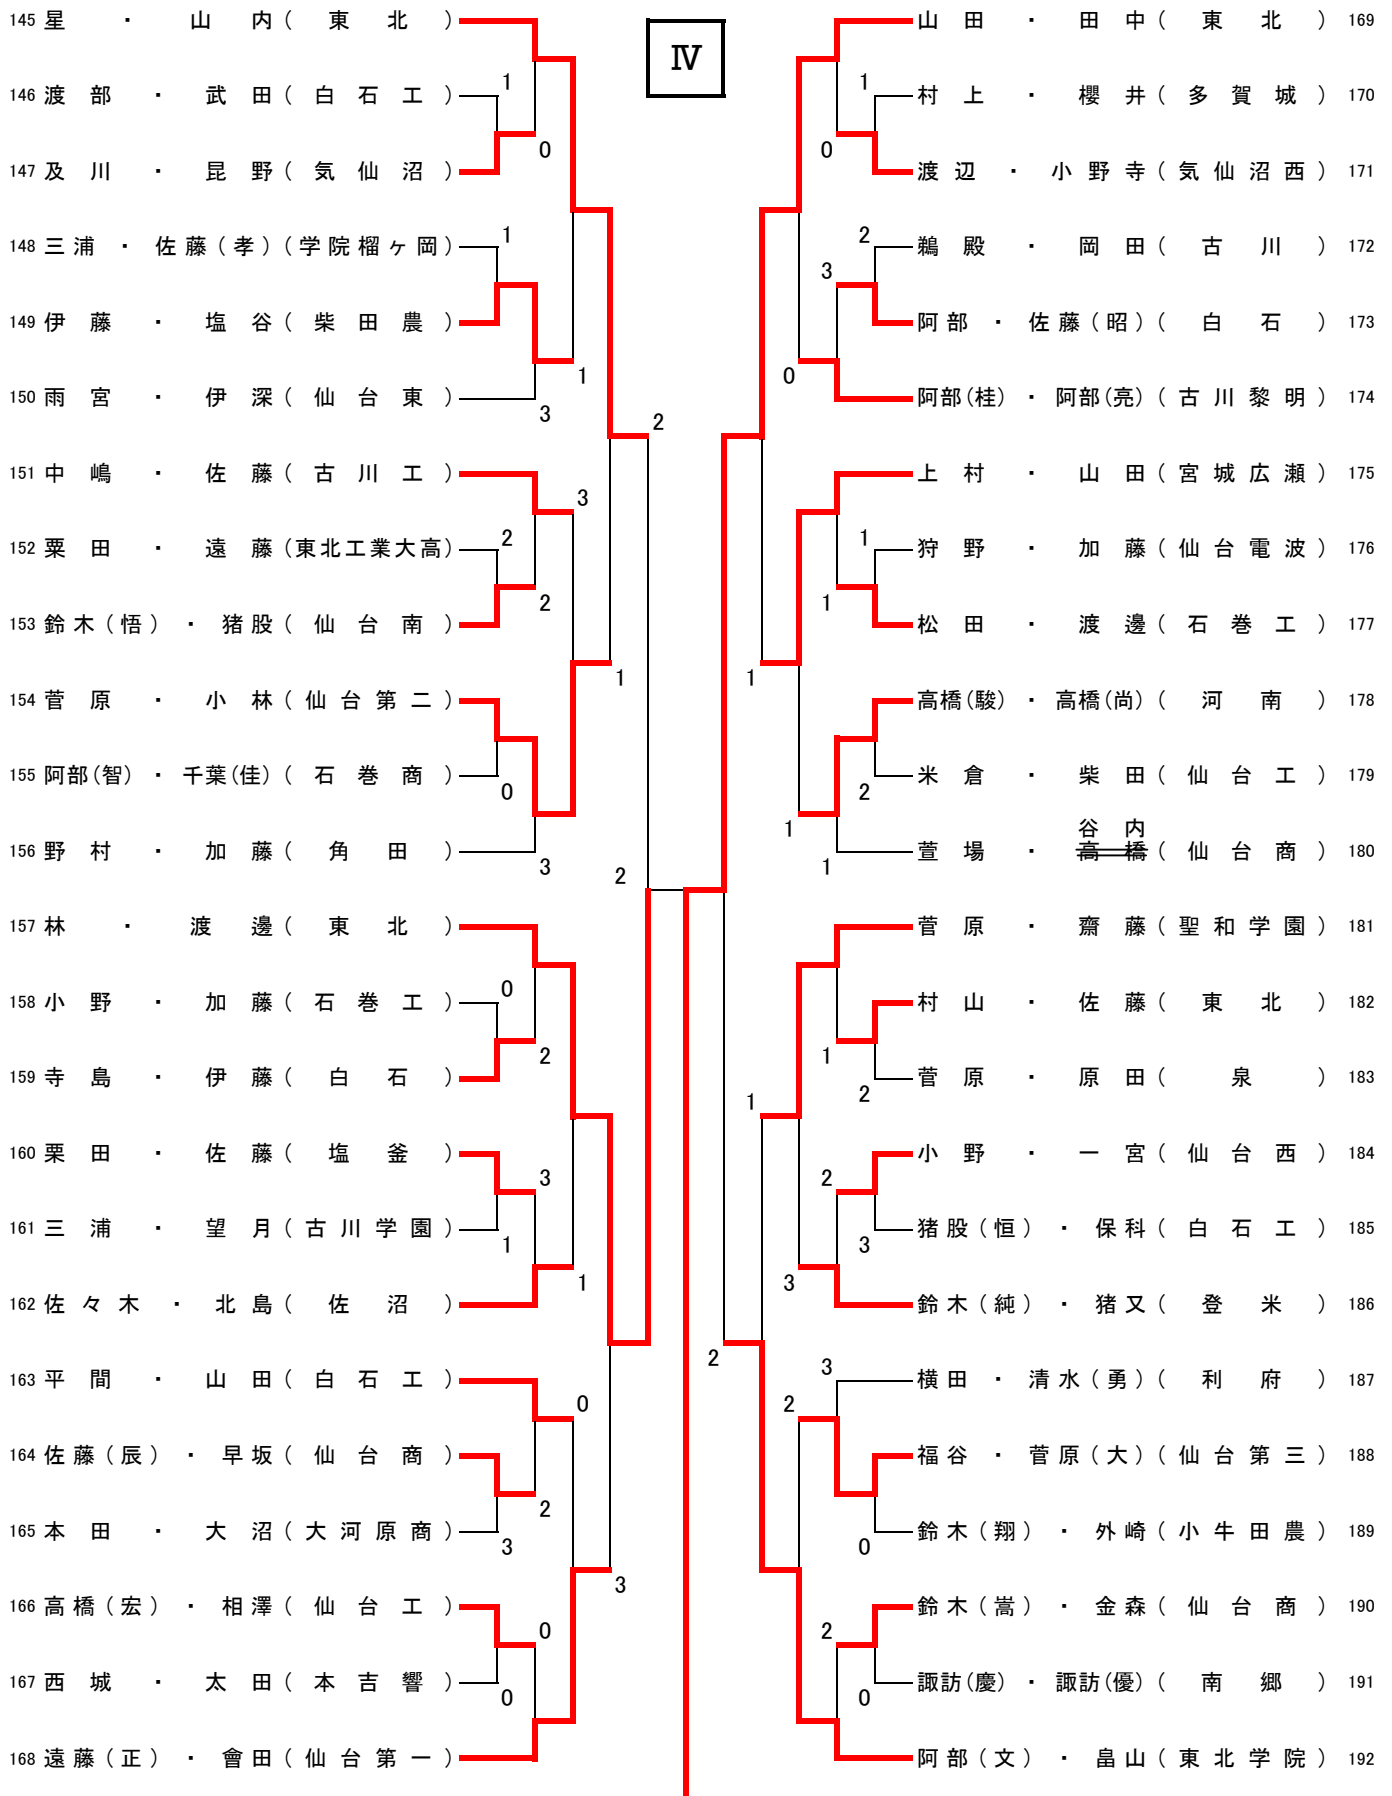 Ⅳ
145 星 ・ 山 内 ( 東 北 )
1
146 渡 部 ・ 武 田 ( 白 石 工 )
0
147 及 川 ・ 昆 野 ( 気 仙 沼 )
1
148 三 浦 ・ 佐 藤 ( 孝 ) ( 学 院 榴 ヶ 岡 )
149 伊 藤 ・ 塩 谷 ( 柴 田 農 )
1
150 雨 宮 ・ 伊 深 ( 仙 台 東 )
3
2
151 中 嶋 ・ 佐 藤 ( 古 川 工 )
3
2
152 粟 田 ・ 遠 藤 ( 東北工業大高 )
2
153 鈴 木 ( 悟 ) ・ 猪 股 ( 仙 台 南 )
1
154 菅 原 ・ 小 林 ( 仙 台 第 二 )
155 阿部(智) ・ 千葉(佳) ( 石 巻 商 )
0
156 野 村 ・ 加 藤 ( 角 田 )
3
2
157 林 ・ 渡 邊 ( 東 北 )
0
158 小 野 ・ 加 藤 ( 石 巻 工 )
2
159 寺 島 ・ 伊 藤 ( 白 石 )
160 栗 田 ・ 佐 藤 ( 塩 釜 )
3
161 三 浦 ・ 望 月 ( 古 川 学 園 )
1
1
162 佐 々 木 ・ 北 島 ( 佐 沼 )
163 平 間 ・ 山 田 ( 白 石 工 )
0
164 佐 藤 ( 辰 ) ・ 早 坂 ( 仙 台 商 )
2
165 本 田 ・ 大 沼 ( 大 河 原 商 )
3
3
166 高 橋 ( 宏 ) ・ 相 澤 ( 仙 台 工 )
0
167 西 城 ・ 太 田 ( 本 吉 響 )
0
168 遠 藤 ( 正 ) ・ 會 田 ( 仙 台 第 一 )
山 田 ・ 田 中 ( 東 北 ) 169
1
村 上 ・ 櫻 井 ( 多 賀 城 ) 170
0
渡 辺 ・ 小 野 寺 ( 気 仙 沼 西 ) 171
2
鵜 殿 ・ 岡 田 ( 古 川 ) 172
3
阿 部 ・ 佐 藤 ( 昭 ) ( 白 石 ) 173
0
阿部(桂) ・ 阿部(亮) ( 古 川 黎 明 ) 174
上 村 ・ 山 田 ( 宮 城 広 瀬 ) 175
1
狩 野 ・ 加 藤 ( 仙 台 電 波 ) 176
1
松 田 ・ 渡 邊 ( 石 巻 工 ) 177
1
高橋(駿) ・ 高橋(尚) ( 河 南 ) 178
米 倉 ・ 柴 田 ( 仙 台 工 ) 179
2
1
谷 内
萱 場 ・ 高 橋 ( 仙 台 商 ) 180
1
菅 原 ・ 齋 藤 ( 聖 和 学 園 ) 181
村 山 ・ 佐 藤 ( 東 北 ) 182
1
菅 原 ・ 原 田 ( 泉 ) 183
2
1
小 野 ・ 一 宮 ( 仙 台 西 ) 184
2
猪 股 ( 恒 ) ・ 保 科 ( 白 石 工 ) 185
3
3
鈴 木 ( 純 ) ・ 猪 又 ( 登 米 ) 186
2
3
横 田 ・ 清 水 ( 勇 ) ( 利 府 ) 187
2
福 谷 ・ 菅 原 ( 大 ) ( 仙 台 第 三 ) 188
鈴 木 ( 翔 ) ・ 外 崎 ( 小 牛 田 農 ) 189
0
鈴 木 ( 嵩 ) ・ 金 森 ( 仙 台 商 ) 190
2
諏訪(慶) ・ 諏訪(優) ( 南 郷 ) 191
0
阿 部 ( 文 ) ・ 畠 山 ( 東 北 学 院 ) 192